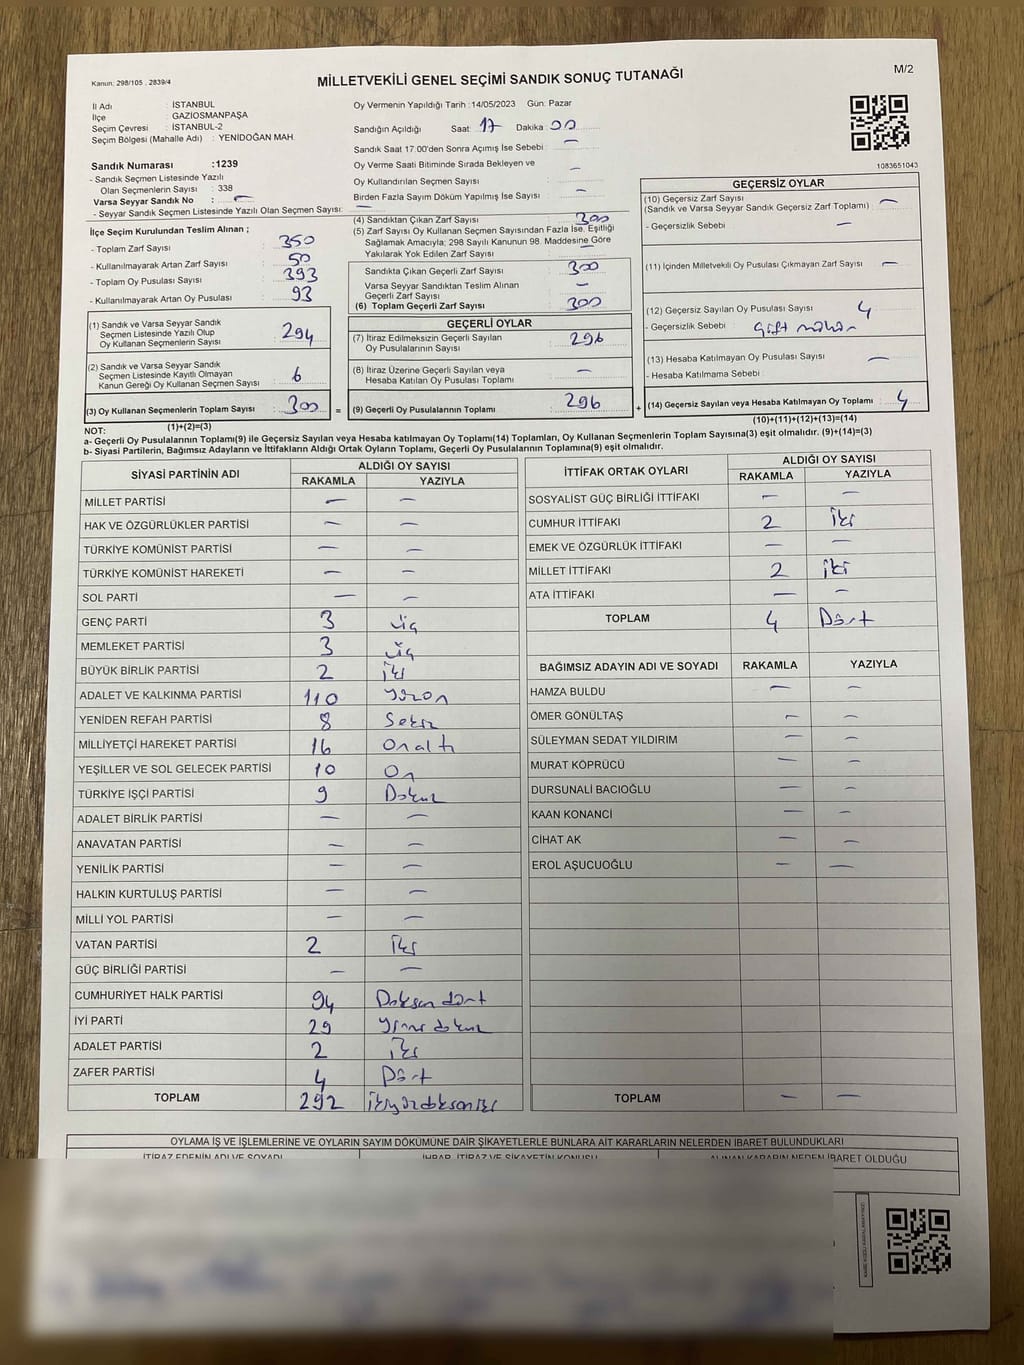 Kanun: 298/105 . 2839/4
MİLLETVEKİLİ GENEL SEÇİMİ SANDIK SONUÇ TUTANAĞI
M/2
İl Adı : İSTANBUL
İlçe : GAZİOSMANPAŞA
Seçim Çevresi : İSTANBUL-2
Seçim Bölgesi (Mahalle Adı) : YENİDOĞAN MAH.
Sandık Numarası :1239
- Sandık Seçmen Listesinde Yazılı
Olan Seçmenlerin Sayısı : 338
Varsa Seyyar Sandık No : —
- Seyyar Sandık Seçmen Listesinde Yazılı Olan Seçmen Sayısı: —
Oy Vermenin Yapıldığı Tarih :14/05/2023 Gün: Pazar
Sandığın Açıldığı Saat: 17 Dakika: 00
Sandık Saat 17:00'den Sonra Açımış İse Sebebi : —
Oy Verme Saati Bitiminde Sırada Bekleyen ve
Oy Kullandırılan Seçmen Sayısı : —
Birden Fazla Sayım Döküm Yapılmış İse Sayısı : —
1083651043
İlçe Seçim Kurulundan Teslim Alınan ;
- Toplam Zarf Sayısı : 350
- Kullanılmayarak Artan Zarf Sayısı : 50
- Toplam Oy Pusulası Sayısı : 393
- Kullanılmayarak Artan Oy Pusulası : 93
(1) Sandık ve Varsa Seyyar Sandık
Seçmen Listesinde Yazılı Olup
Oy Kullanan Seçmenlerin Sayısı : 294
(2) Sandık ve Varsa Seyyar Sandık
Seçmen Listesinde Kayıtlı Olmayan
Kanun Gereği Oy Kullanan Seçmen Sayısı : 6
(3) Oy Kullanan Seçmenlerin Toplam Sayısı : 300 =
(1)+(2)=(3)
(4) Sandıktan Çıkan Zarf Sayısı : 300
(5) Zarf Sayısı Oy Kullanan Seçmen Sayısından Fazla İse, Eşitliği
Sağlamak Amacıyla; 298 Sayılı Kanunun 98. Maddesine Göre
Yakılarak Yok Edilen Zarf Sayısı : —
Sandıkta Çıkan Geçerli Zarf Sayısı : 300
Varsa Seyyar Sandıktan Teslim Alınan
Geçerli Zarf Sayısı : —
(6) Toplam Geçerli Zarf Sayısı : 300
GEÇERLİ OYLAR
(7) İtiraz Edilmeksizin Geçerli Sayılan
Oy Pusulalarının Sayısı : 296
(8) İtiraz Üzerine Geçerli Sayılan veya
Hesaba Katılan Oy Pusulası Toplamı : —
(9) Geçerli Oy Pusulalarının Toplamı : 296 +
GEÇERSİZ OYLAR
(10) Geçersiz Zarf Sayısı
(Sandık ve Varsa Seyyar Sandık Geçersiz Zarf Toplamı) : —
- Geçersizlik Sebebi : —
(11) İçinden Milletvekili Oy Pusulası Çıkmayan Zarf Sayısı : —
(12) Geçersiz Sayılan Oy Pusulası Sayısı : 4
- Geçersizlik Sebebi : Çift mühür
(13) Hesaba Katılmayan Oy Pusulası Sayısı : —
- Hesaba Katılmama Sebebi :
(14) Geçersiz Sayılan veya Hesaba Katılmayan Oy Toplamı : 4
(10)+(11)+(12)+(13)=(14)
NOT:
a- Geçerli Oy Pusulalarının Toplamı(9) ile Geçersiz Sayılan veya Hesaba katılmayan Oy Toplamı(14) Toplamları, Oy Kullanan Seçmenlerin Toplam Sayısına(3) eşit olmalıdır. (9)+(14)=(3)
b- Siyasi Partilerin, Bağımsız Adayların ve İttifakların Aldığı Ortak Oyların Toplamı, Geçerli Oy Pusulalarının Toplamına(9) eşit olmalıdır.
SİYASİ PARTİNİN ADI ALDIĞI OY SAYISI
RAKAMLA YAZIYLA
MİLLET PARTİSİ — —
HAK VE ÖZGÜRLÜKLER PARTİSİ — —
TÜRKİYE KOMÜNİST PARTİSİ — —
TÜRKİYE KOMÜNİST HAREKETİ — —
SOL PARTİ — —
GENÇ PARTİ 3 üç
MEMLEKET PARTİSİ 3 üç
BÜYÜK BİRLİK PARTİSİ 2 iki
ADALET VE KALKINMA PARTİSİ 110 yüzon
YENİDEN REFAH PARTİSİ 8 Sekiz
MİLLİYETÇİ HAREKET PARTİSİ 16 Onaltı
YEŞİLLER VE SOL GELECEK PARTİSİ 10 On
TÜRKİYE İŞÇİ PARTİSİ 9 Dokuz
ADALET BİRLİK PARTİSİ — —
ANAVATAN PARTİSİ — —
YENİLİK PARTİSİ — —
HALKIN KURTULUŞ PARTİSİ — —
MİLLİ YOL PARTİSİ — —
VATAN PARTİSİ 2 iki
GÜÇ BİRLİĞİ PARTİSİ — —
CUMHURİYET HALK PARTİSİ 94 Doksan dört
İYİ PARTİ 29 yirmi dokuz
ADALET PARTİSİ 2 iki
ZAFER PARTİSİ 4 Dört
TOPLAM 292 ikiyüzdoksaniki
İTTİFAK ORTAK OYLARI ALDIĞI OY SAYISI
RAKAMLA YAZIYLA
SOSYALİST GÜÇ BİRLİĞİ İTTİFAKI — —
CUMHUR İTTİFAKI 2 iki
EMEK VE ÖZGÜRLÜK İTTİFAKI — —
MİLLET İTTİFAKI 2 iki
ATA İTTİFAKI — —
TOPLAM 4 Dört
BAĞIMSIZ ADAYIN ADI VE SOYADI RAKAMLA YAZIYLA
HAMZA BULDU — —
ÖMER GÖNÜLTAŞ — —
SÜLEYMAN SEDAT YILDIRIM — —
MURAT KÖPRÜCÜ — —
DURSUNALİ BACIOĞLU — —
KAAN KONANCİ — —
CİHAT AK — —
EROL AŞUCUOĞLU — —
TOPLAM — —
OYLAMA İŞ VE İŞLEMLERİNE VE OYLARIN SAYIM DÖKÜMÜNE DAİR ŞİKAYETLERLE BUNLARA AİT KARARLARIN NELERDEN İBARET BULUNDUKLARI
İTİRAZ EDENİN ADI VE SOYADI İHBAR, İTİRAZ VE ŞİKAYETİN KONUSU ALINAN KARARIN NEDEN İBARET OLDUĞU